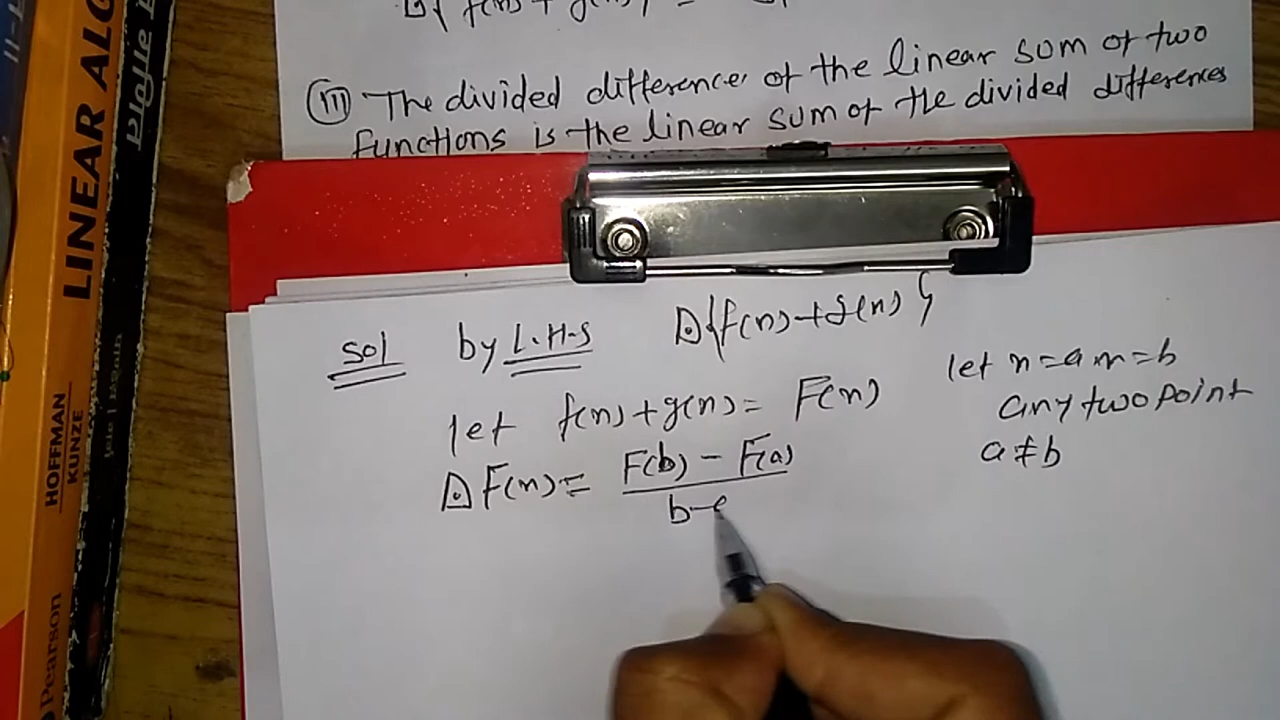 (III) The divided difference of the linear sum of two
functions is the linear sum of the divided differences
Sol by L.H.S ⍋{f(n)+g(n)}
let n=a n=b
any two point
a≠b
let f(n)+g(n)= F(n)
⍋ F(n) = F(b) - F(a)
b-
LINEAR ALG
HOFFMAN
KUNZE
Pearson